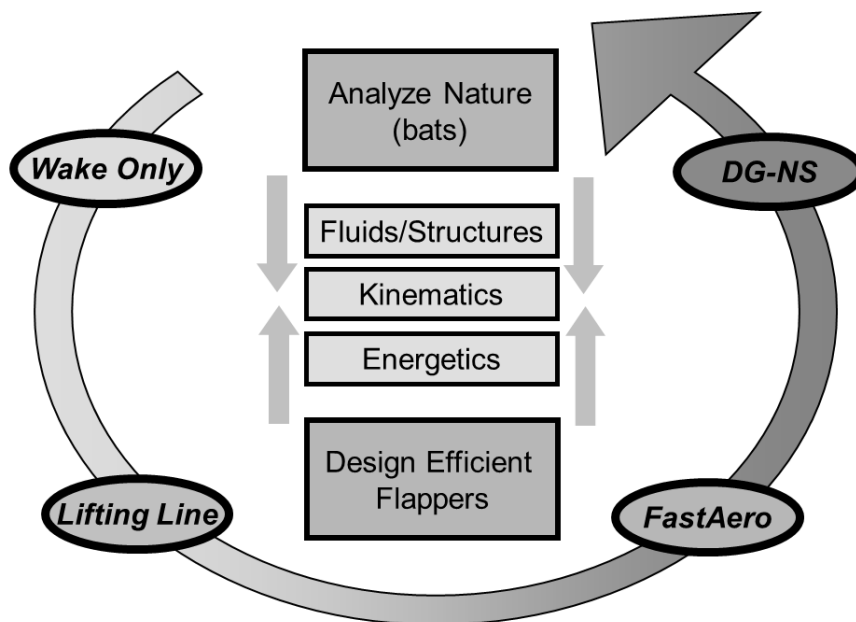 Analyze Nature
(bats)
Wake Only
DG-NS
Fluids/Structures
Kinematics
Energetics
Design Efficient
Flappers
Lifting Line
FastAero